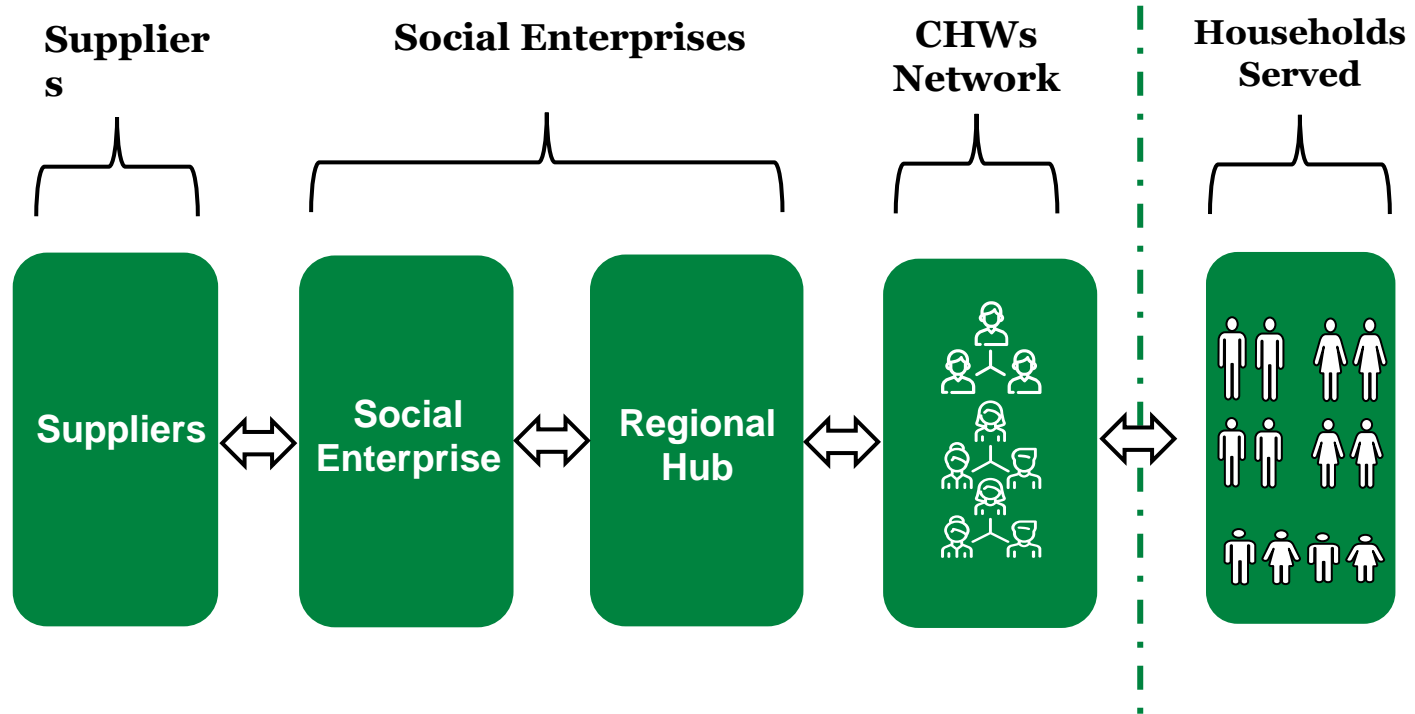 Supplier
s
Social Enterprises
CHWs
Network
Households
Served
Suppliers
Social
Enterprise
Regional
Hub